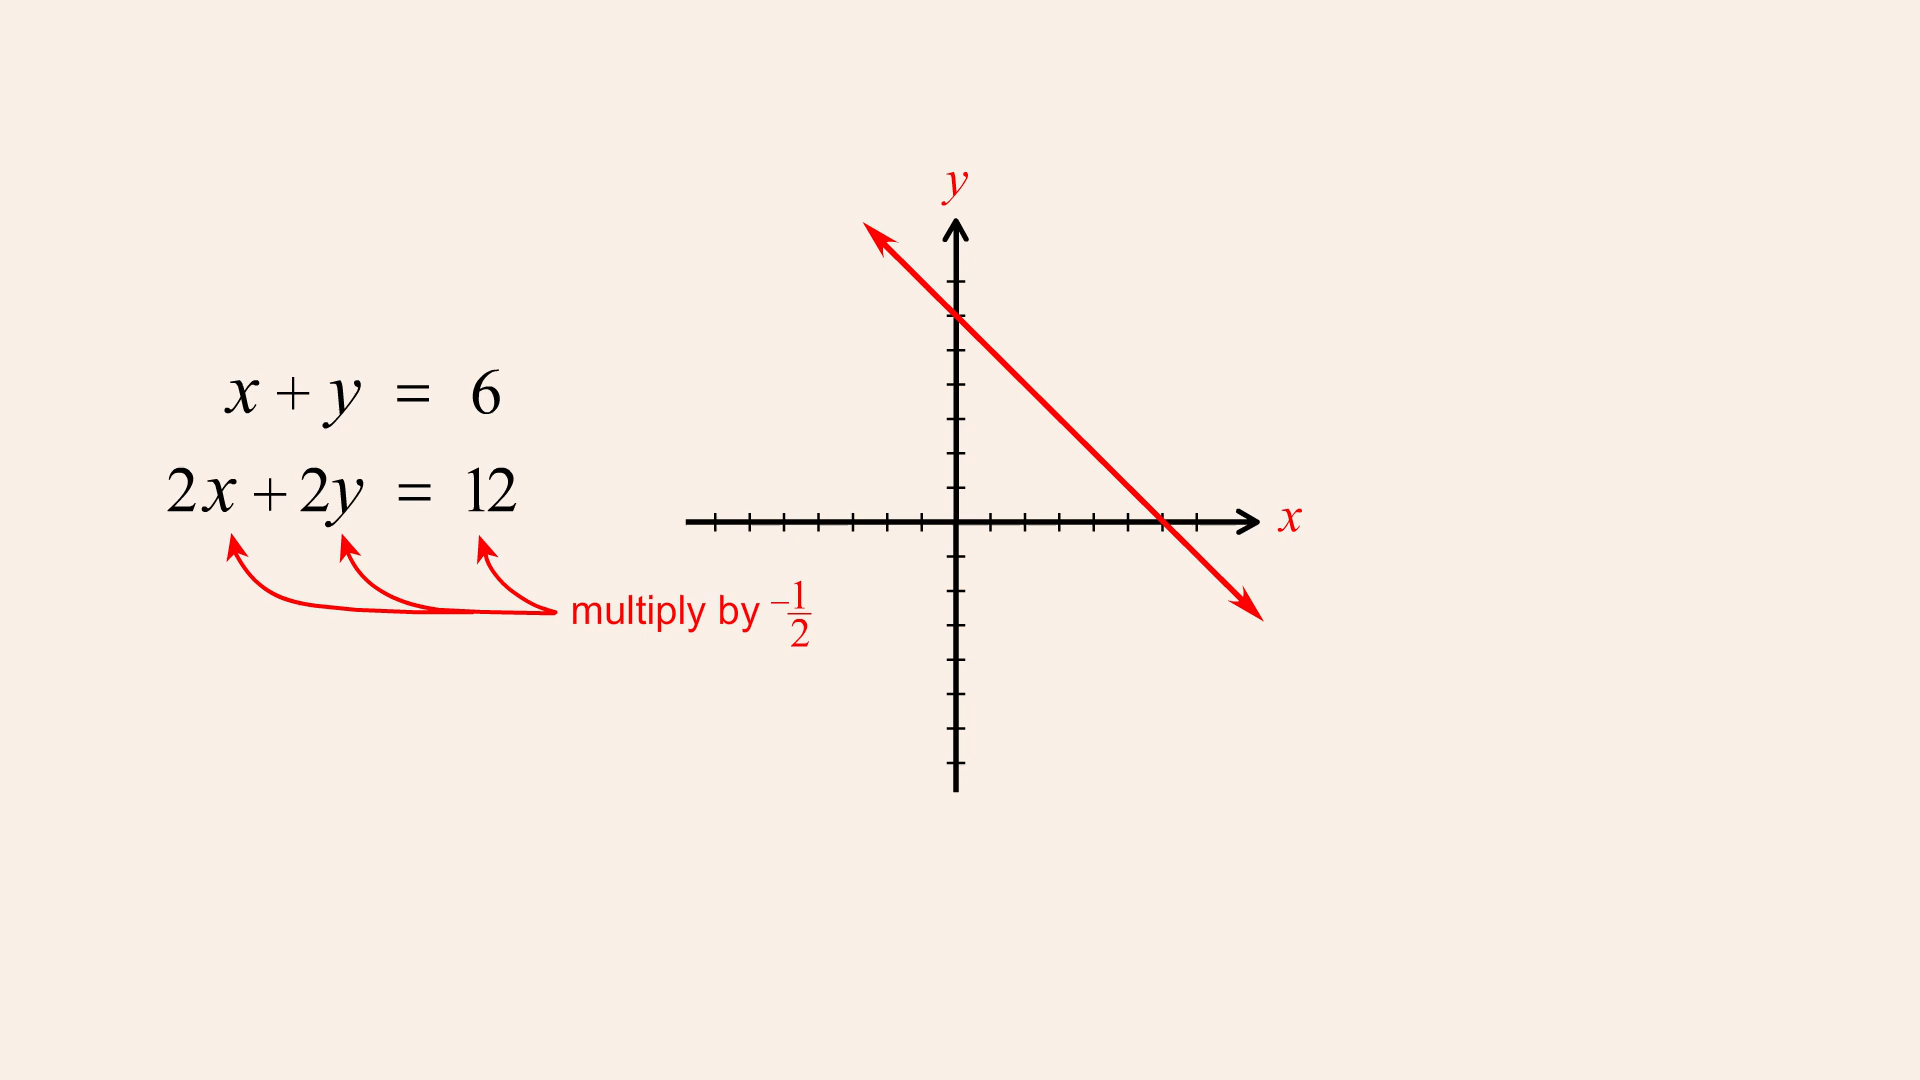 y
x + y = 6
2x + 2y = 12
x
multiply by -1/2